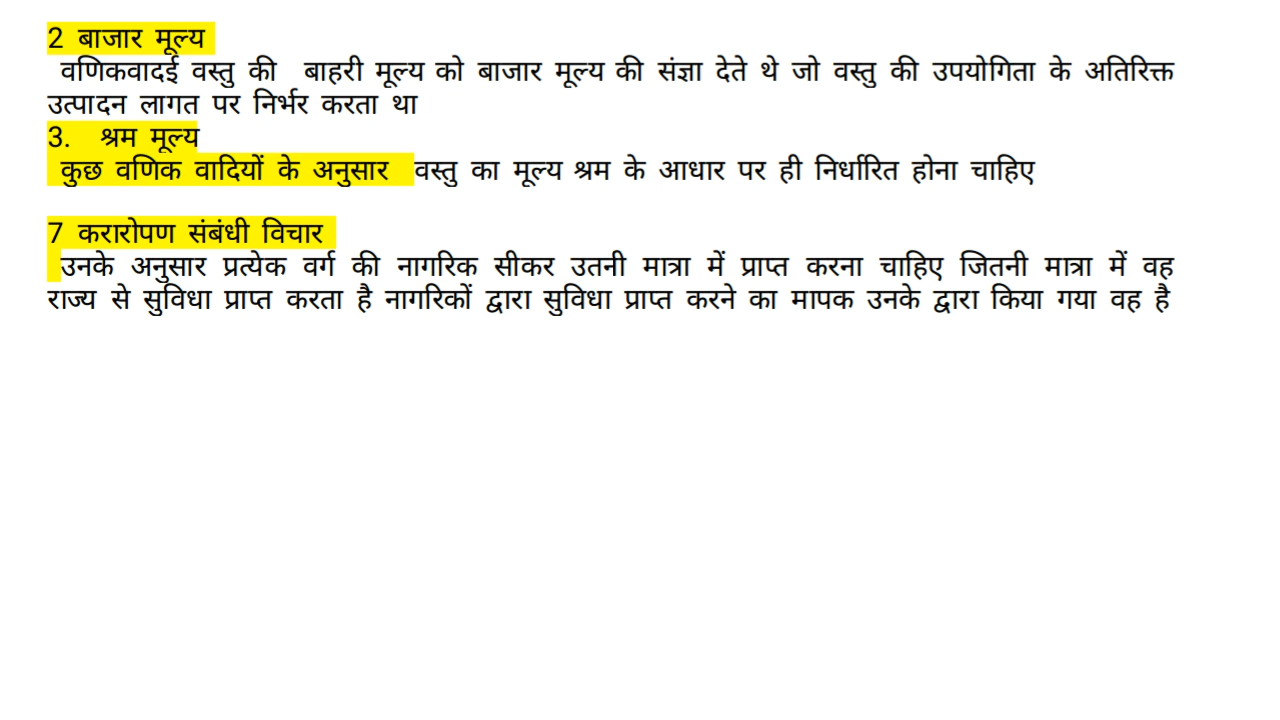 2 बाजार मूल्य
वणिकवादई वस्तु की बाहरी मूल्य को बाजार मूल्य की संज्ञा देते थे जो वस्तु की उपयोगिता के अतिरिक्त
उत्पादन लागत पर निर्भर करता था
3. श्रम मूल्य
कुछ वणिक वादियों के अनुसार वस्तु का मूल्य श्रम के आधार पर ही निर्धारित होना चाहिए
7 करारोपण संबंधी विचार
उनके अनुसार प्रत्येक वर्ग की नागरिक सीकर उतनी मात्रा में प्राप्त करना चाहिए जितनी मात्रा में वह
राज्य से सुविधा प्राप्त करता है नागरिकों द्वारा सुविधा प्राप्त करने का मापक उनके द्वारा किया गया वह है